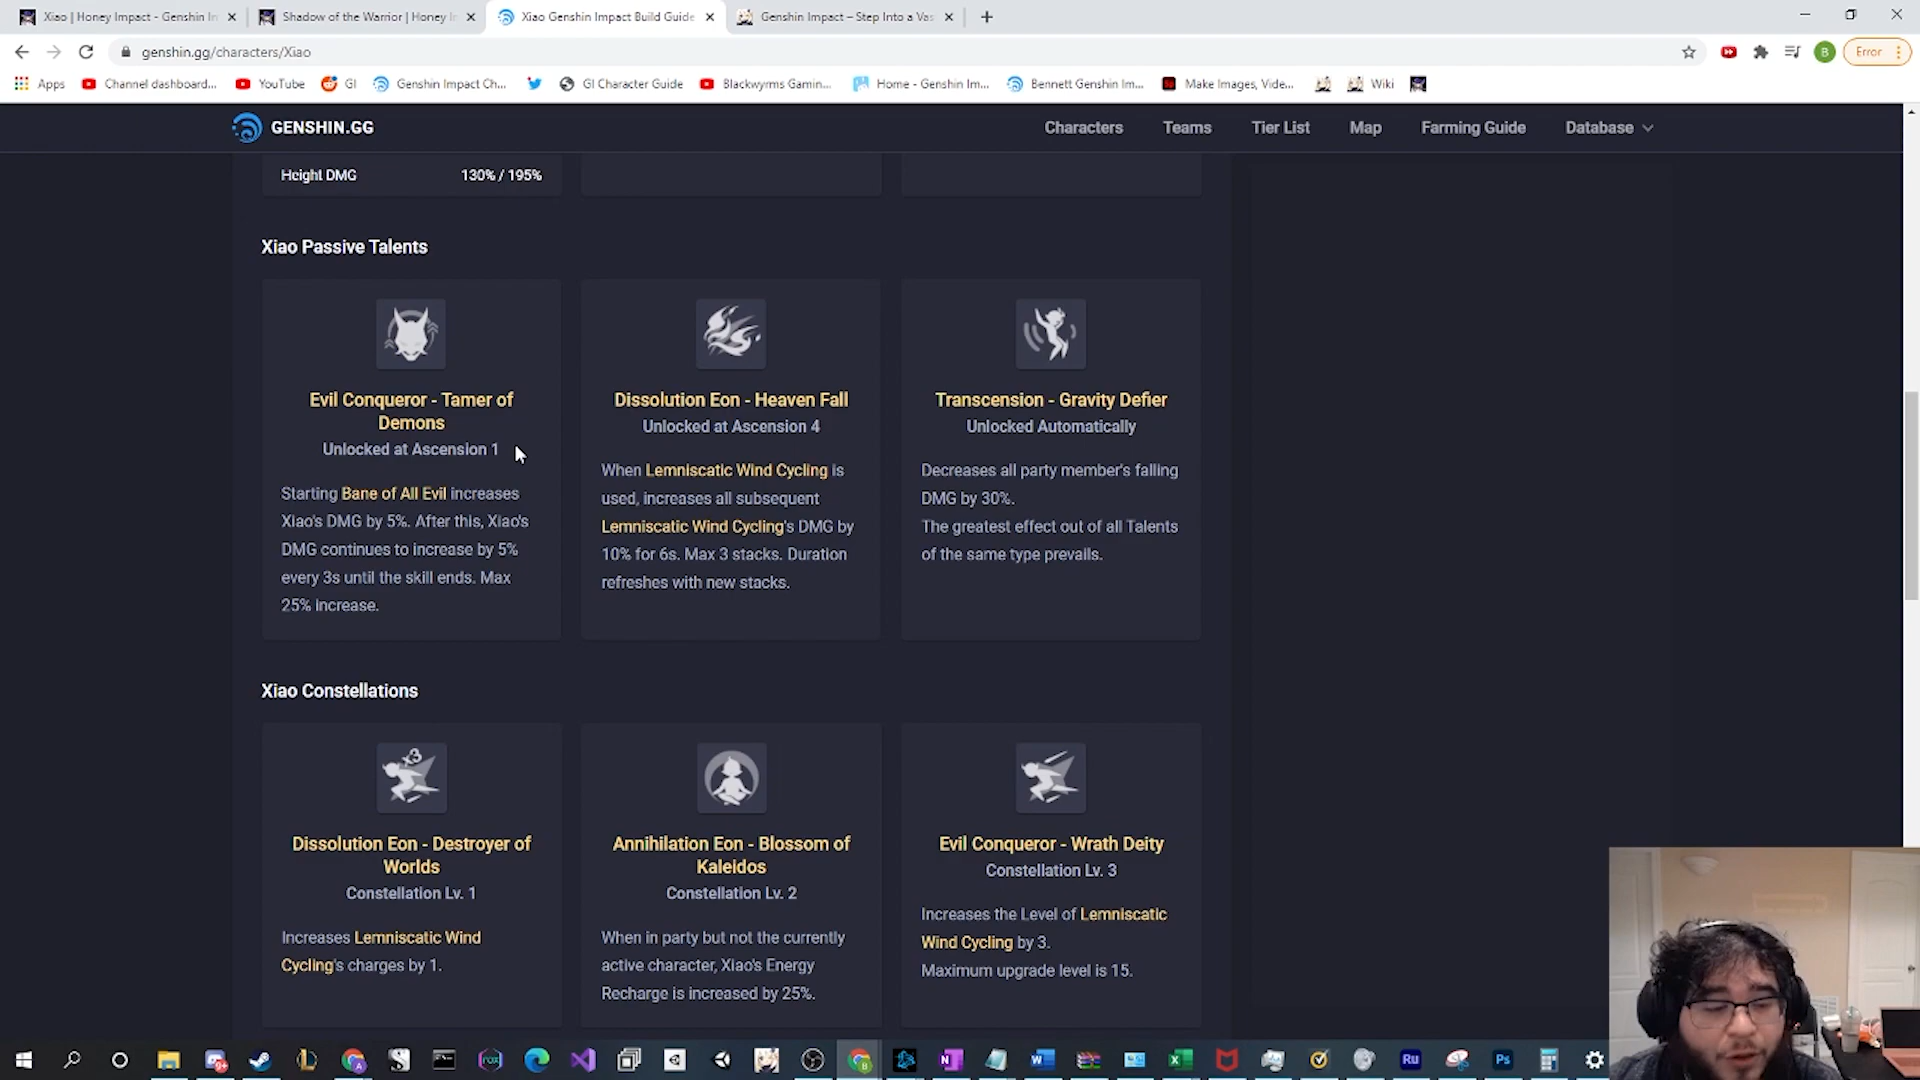 Xiao | Honey Impact - Genshin In
Shadow of the Warrior | Honey I
Xiao Genshin Impact Build Guide
Genshin Impact – Step Into a Vas
genshin.gg/characters/Xiao
B
Error
Apps
Channel dashboard...
YouTube
GI
Genshin Impact Ch...
GI Character Guide
Blackwyrms Gamin...
Home - Genshin Im...
Bennett Genshin Im...
Make Images, Vide...
Wiki
GENSHIN.GG
Characters
Teams
Tier List
Map
Farming Guide
Database
Height DMG
130% / 195%
Xiao Passive Talents
Evil Conqueror - Tamer of
Demons
Unlocked at Ascension 1
Starting Bane of All Evil increases
Xiao's DMG by 5%. After this, Xiao's
DMG continues to increase by 5%
every 3s until the skill ends. Max
25% increase.
Dissolution Eon - Heaven Fall
Unlocked at Ascension 4
When Lemniscatic Wind Cycling is
used, increases all subsequent
Lemniscatic Wind Cycling's DMG by
10% for 6s. Max 3 stacks. Duration
refreshes with new stacks.
Transcension - Gravity Defier
Unlocked Automatically
Decreases all party member's falling
DMG by 30%.
The greatest effect out of all Talents
of the same type prevails.
Xiao Constellations
x3
Dissolution Eon - Destroyer of
Worlds
Constellation Lv. 1
Increases Lemniscatic Wind
Cycling's charges by 1.
Annihilation Eon - Blossom of
Kaleidos
Constellation Lv. 2
When in party but not the currently
active character, Xiao's Energy
Recharge is increased by 25%.
Evil Conqueror - Wrath Deity
Constellation Lv. 3
Increases the Level of Lemniscatic
Wind Cycling by 3.
Maximum upgrade level is 15.
Ru
Ps